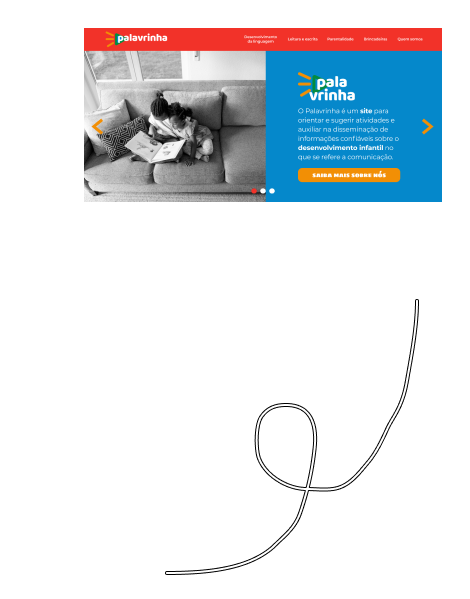 palavrinha
Desenvolvimento
da linguagem
Leitura e escrita
Parentalidade
Brincadeiras
Quem somos
pala
vrinha
O Palavrinha é um site para
orientar e sugerir atividades e
auxiliar na disseminação de
informações confiáveis sobre o
desenvolvimento infantil no
que se refere a comunicação.
SAIBA MAIS SOBRE NÓS